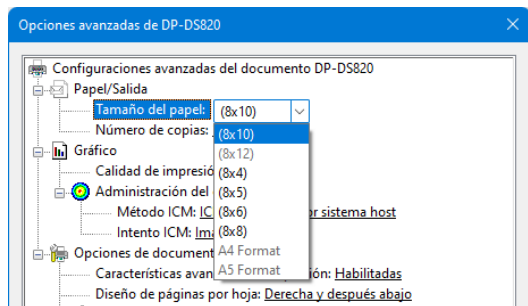 Opciones avanzadas de DP-DS820
Configuraciones avanzadas del documento DP-DS820
Papel/Salida
Tamaño del papel: (8x10)
Número de copias:
(8x10)
Gráfico
(8x12)
Calidad de impresió
(8x4)
Administración del
(8x5)
Método ICM: IC
(8x6)
or sistema host
Intento ICM: Ima
(8x8)
Opciones de document
A4 Format
Características avan
A5 Format
ión: Habilitadas
Diseño de páginas por hoja: Derecha y después abajo